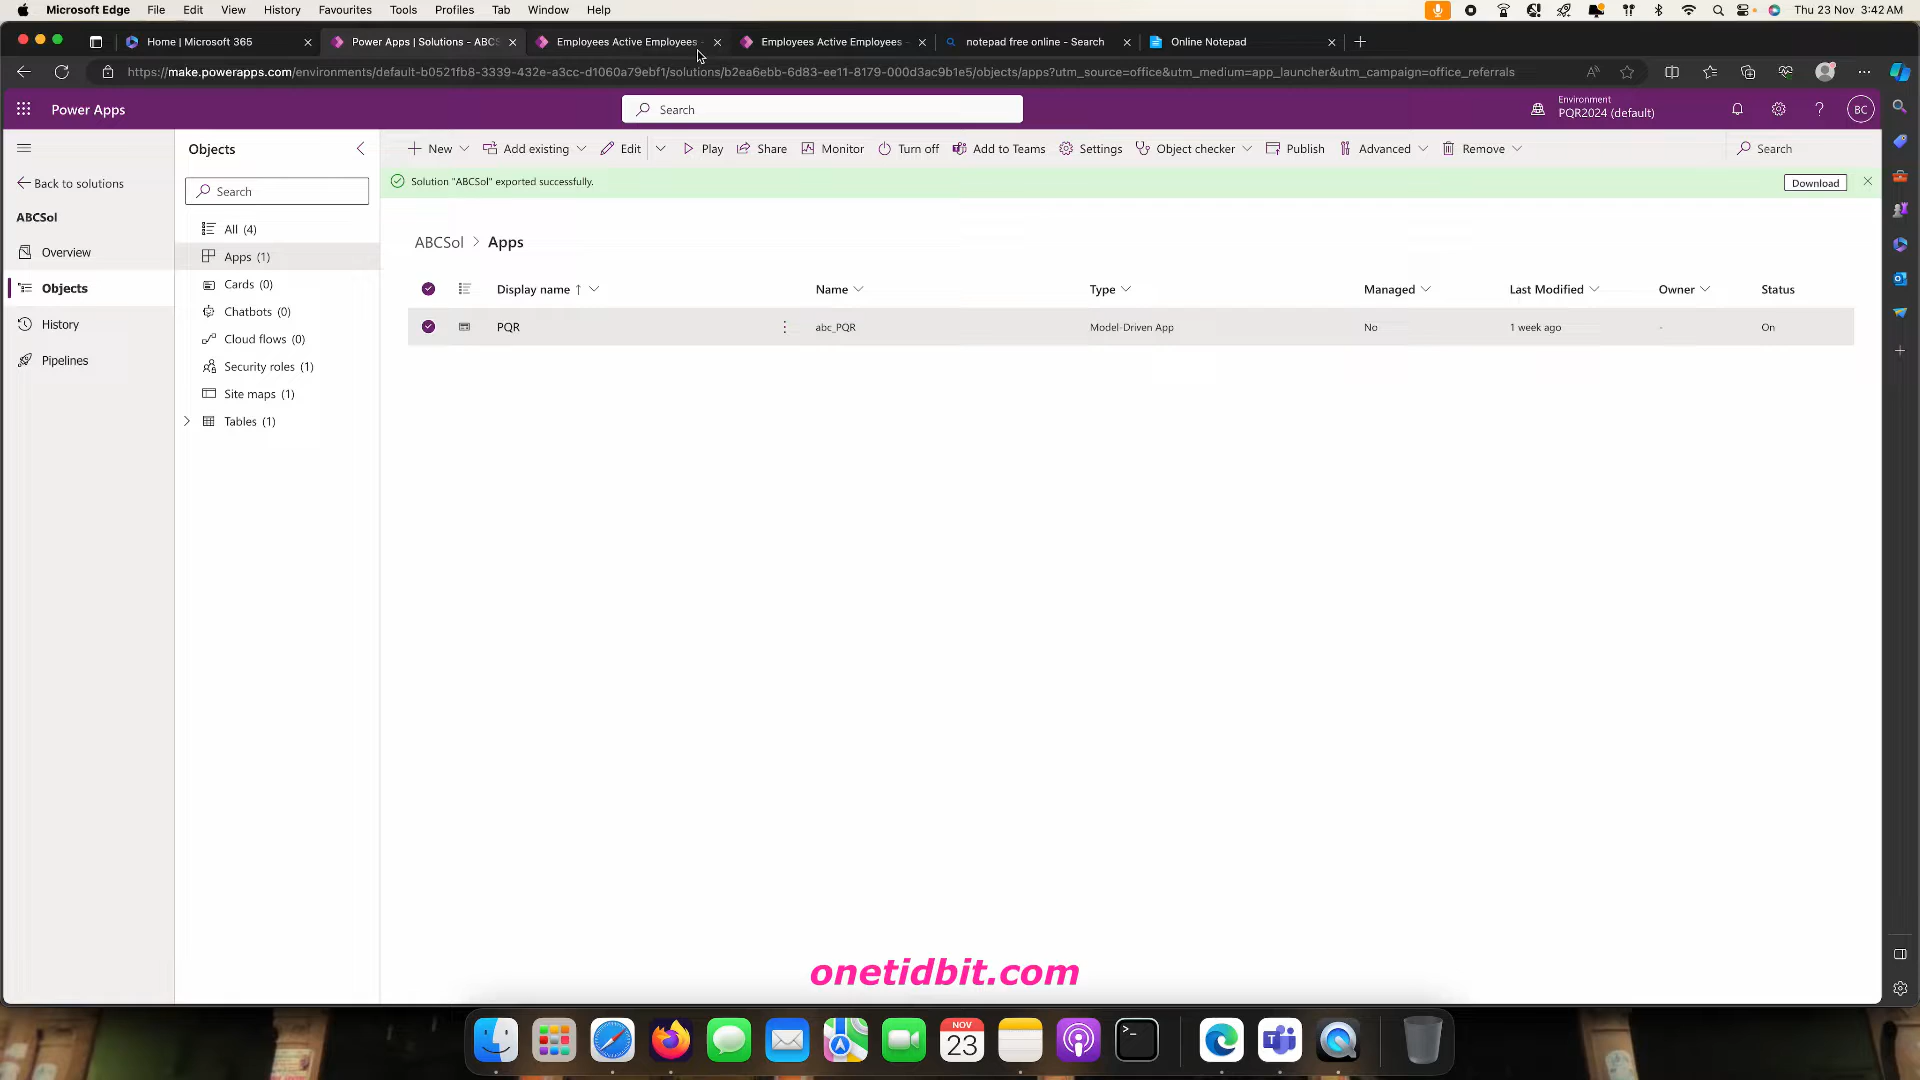 Microsoft Edge File Edit View History Favourites Tools Profiles Tab Window Help Thu 23 Nov 3:42 AM
Home | Microsoft 365 Power Apps | Solutions - ABCS Employees Active Employees - Employees Active Employees - notepad free online - Search Online Notepad
https://make.powerapps.com/environments/default-b0521fb8-3339-432e-a3cc-d1060a79ebf1/solutions/b2ea6ebb-6d83-ee11-8179-000d3ac9b1e5/objects/apps?utm_source=office&utm_medium=app_launcher&utm_campaign=office_referrals
Power Apps Search Environment
PQR2024 (default) BC
Objects New Add existing Edit Play Share Monitor Turn off Add to Teams Settings Object checker Publish Advanced Remove Search
Back to solutions Search Solution "ABCSol" exported successfully. Download
ABCSol All (4)
Overview Apps (1) ABCSol > Apps
Objects Cards (0) Display name Name Type Managed Last Modified Owner Status
History Chatbots (0) PQR abc_PQR Model-Driven App No 1 week ago - On
Pipelines Cloud flows (0)
Security roles (1)
Site maps (1)
Tables (1)
onetidbit.com
NOV
23